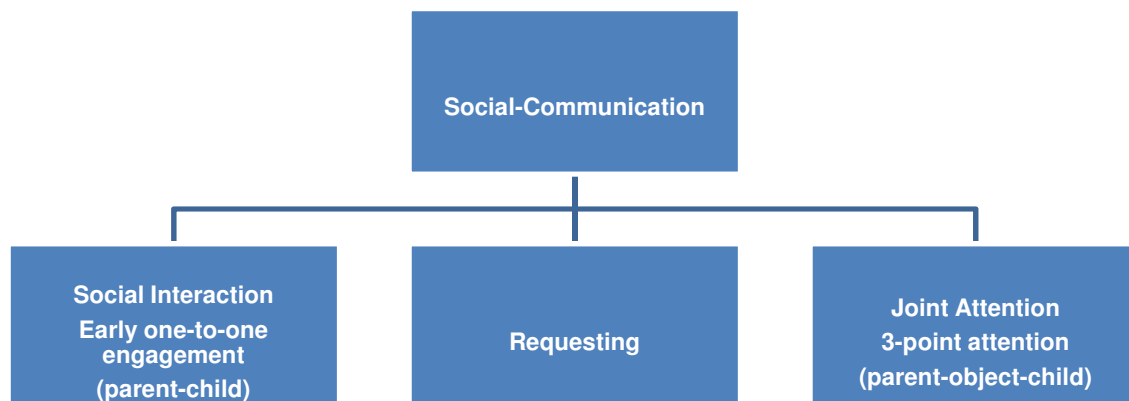 Social-Communication
Social Interaction
Early one-to-one
engagement
(parent-child)
Requesting
Joint Attention
3-point attention
(parent-object-child)